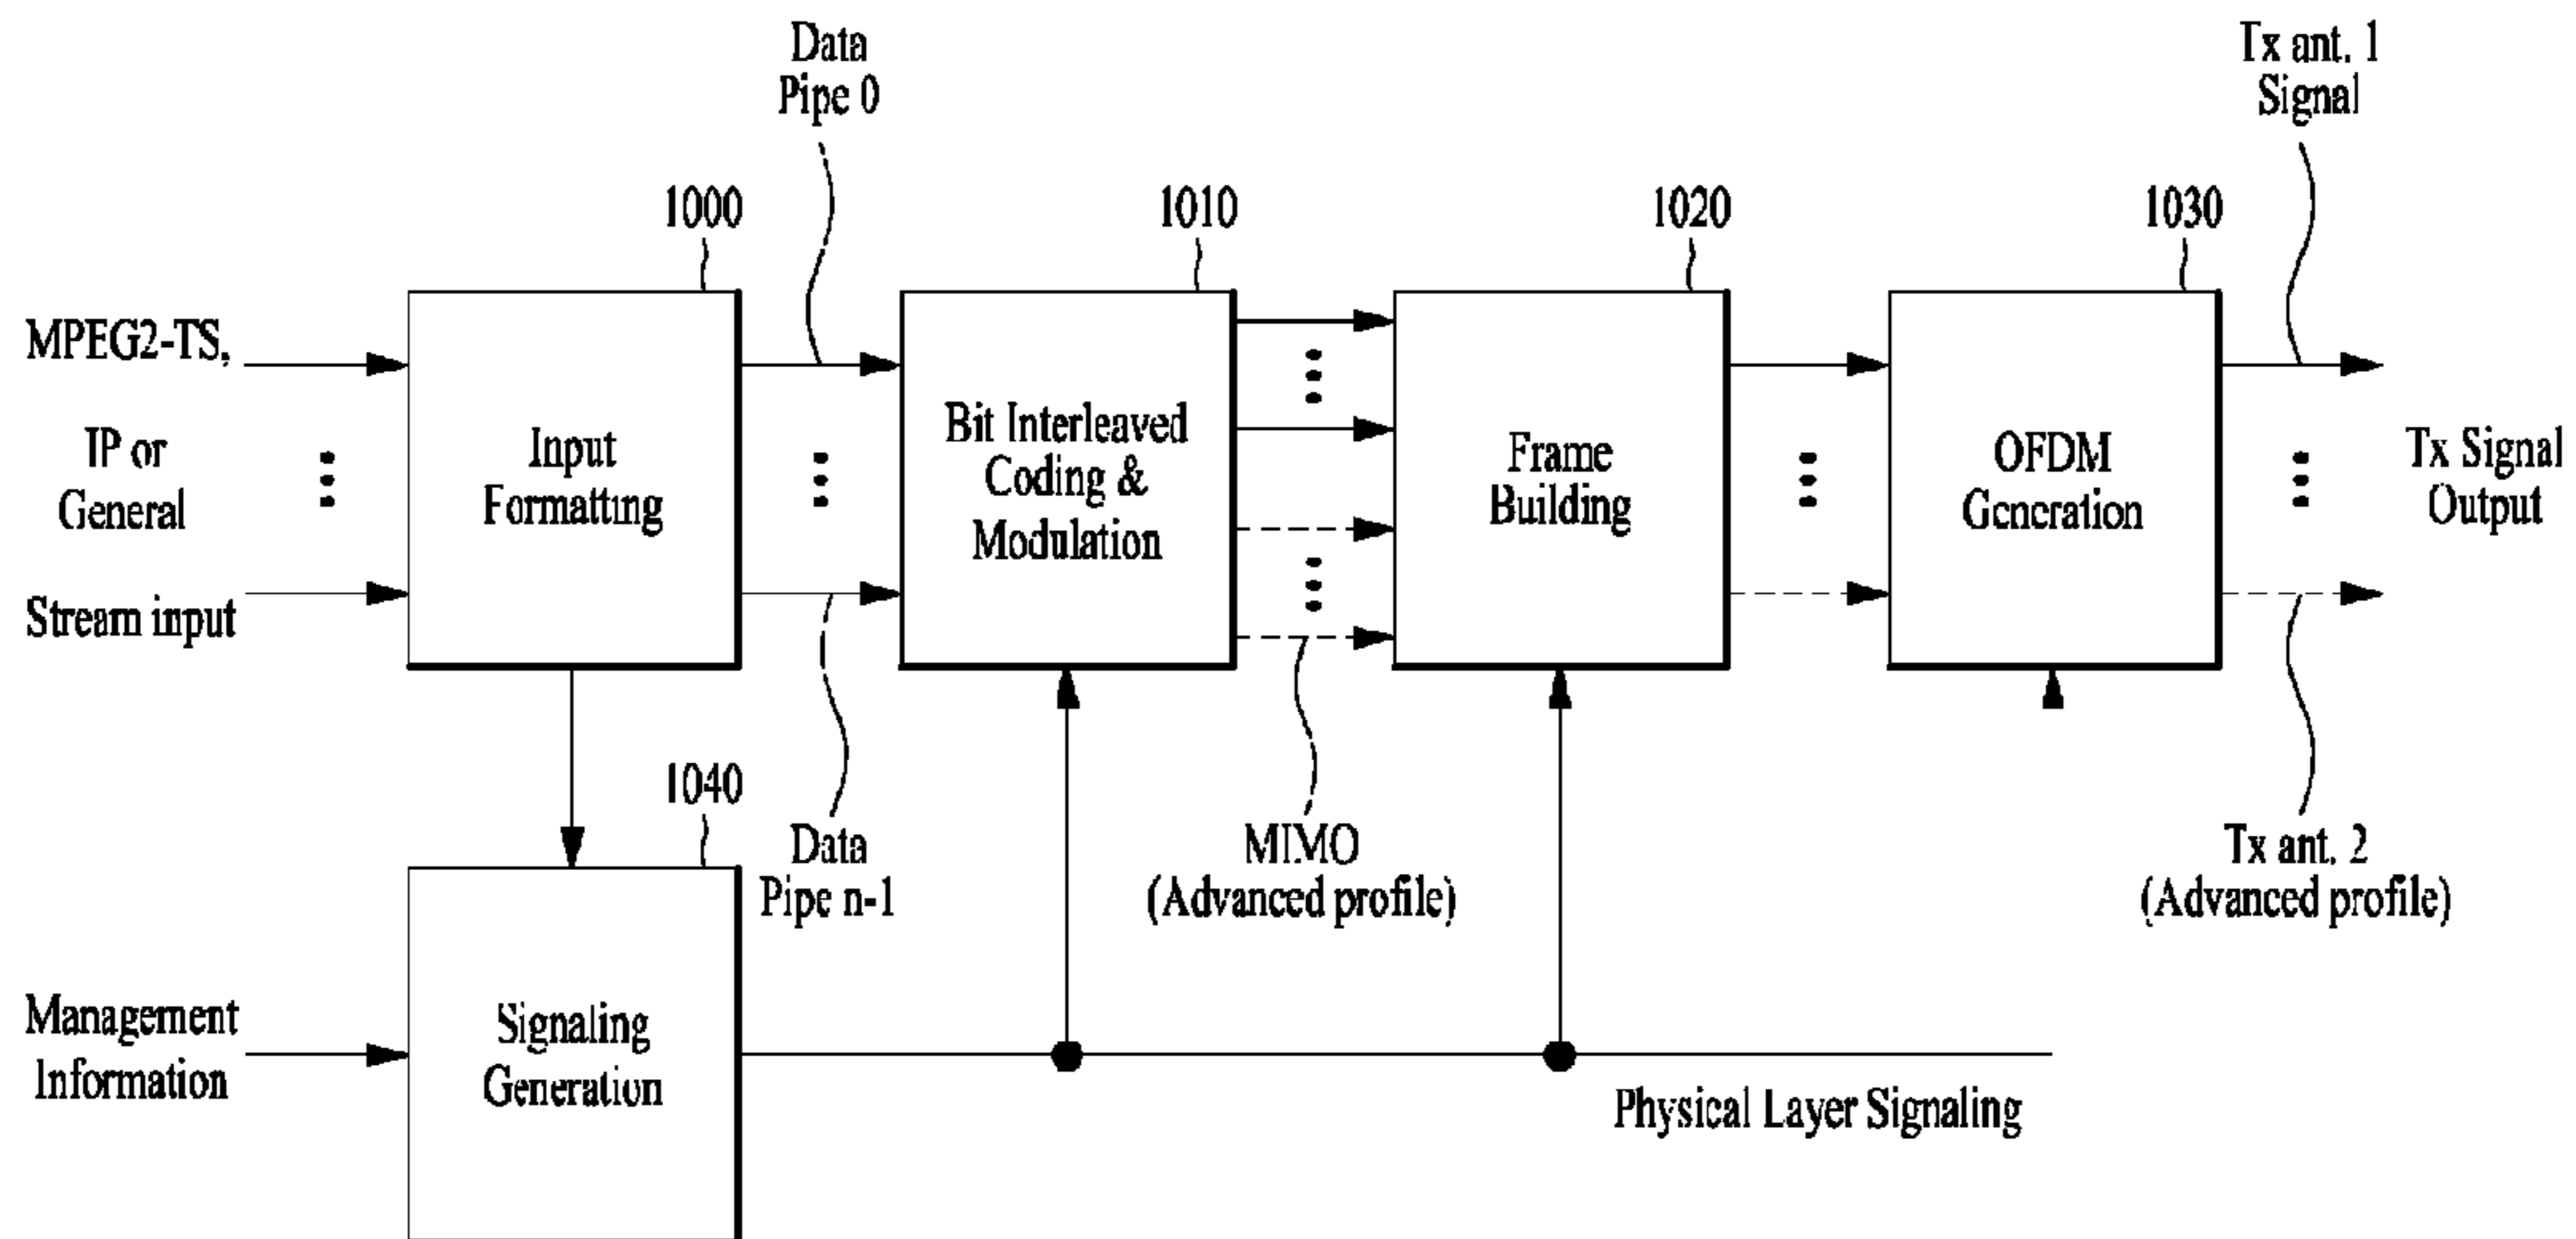 Data
Pipe 0
Tx ant. 1
Signal
1000
1010
1020
1030
MPEG2-TS,
IP or
General
Stream input
Input
Formatting
Bit Interleaved
Coding &
Modulation
Frame
Building
OFDM
Generation
Tx Signal
Output
1040
Data
Pipe n-1
MIMO
(Advanced profile)
Tx ant. 2
(Advanced profile)
Management
Information
Signaling
Generation
Physical Layer Signaling